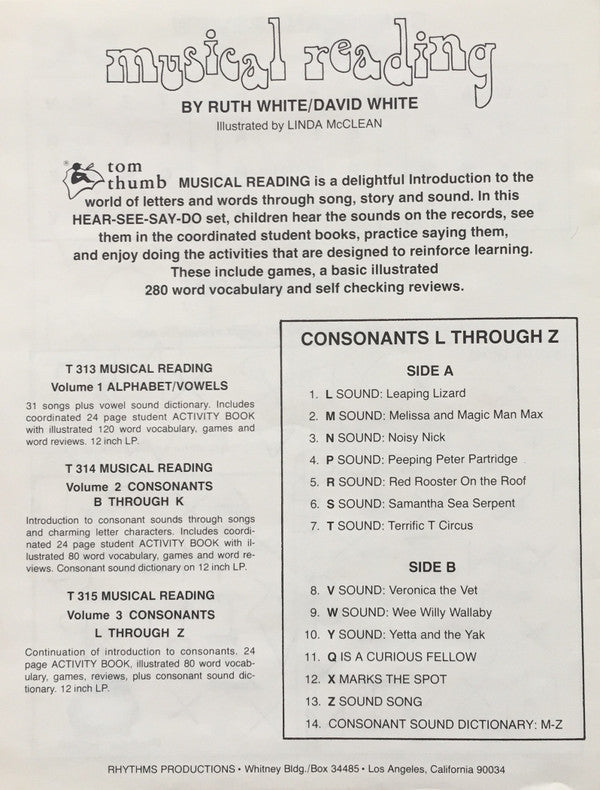 musical reading
BY RUTH WHITE/DAVID WHITE
Illustrated by LINDA McCLEAN
tom
thumb MUSICAL READING is a delightful Introduction to the
world of letters and words through song, story and sound. In this
HEAR-SEE-SAY-DO set, children hear the sounds on the records, see
them in the coordinated student books, practice saying them,
and enjoy doing the activities that are designed to reinforce learning.
These include games, a basic illustrated
280 word vocabulary and self checking reviews.
T 313 MUSICAL READING
Volume 1 ALPHABET/VOWELS
31 songs plus vowel sound dictionary. Includes
coordinated 24 page student ACTIVITY BOOK
with illustrated 120 word vocabulary, games and
word reviews. 12 inch LP.
T 314 MUSICAL READING
Volume 2 CONSONANTS
B THROUGH K
Introduction to consonant sounds through songs
and charming letter characters. Includes coordi-
nated 24 page student ACTIVITY BOOK with il-
lustrated 80 word vocabulary, games and word re-
views. Consonant sound dictionary on 12 inch LP.
T 315 MUSICAL READING
Volume 3 CONSONANTS
L THROUGH Z
Continuation of introduction to consonants. 24
page ACTIVITY BOOK, illustrated 80 word vocab-
ulary, games, reviews, plus consonant sound dic-
tionary. 12 inch LP.
CONSONANTS L THROUGH Z
SIDE A
1. L SOUND: Leaping Lizard
2. M SOUND: Melissa and Magic Man Max
3. N SOUND: Noisy Nick
4. P SOUND: Peeping Peter Partridge
5. R SOUND: Red Rooster On the Roof
6. S SOUND: Samantha Sea Serpent
7. T SOUND: Terrific T Circus
SIDE B
8. V SOUND: Veronica the Vet
9. W SOUND: Wee Willy Wallaby
10. Y SOUND: Yetta and the Yak
11. Q IS A CURIOUS FELLOW
12. X MARKS THE SPOT
13. Z SOUND SONG
14. CONSONANT SOUND DICTIONARY: M-Z
RHYTHMS PRODUCTIONS • Whitney Bldg./Box 34485 • Los Angeles, California 90034